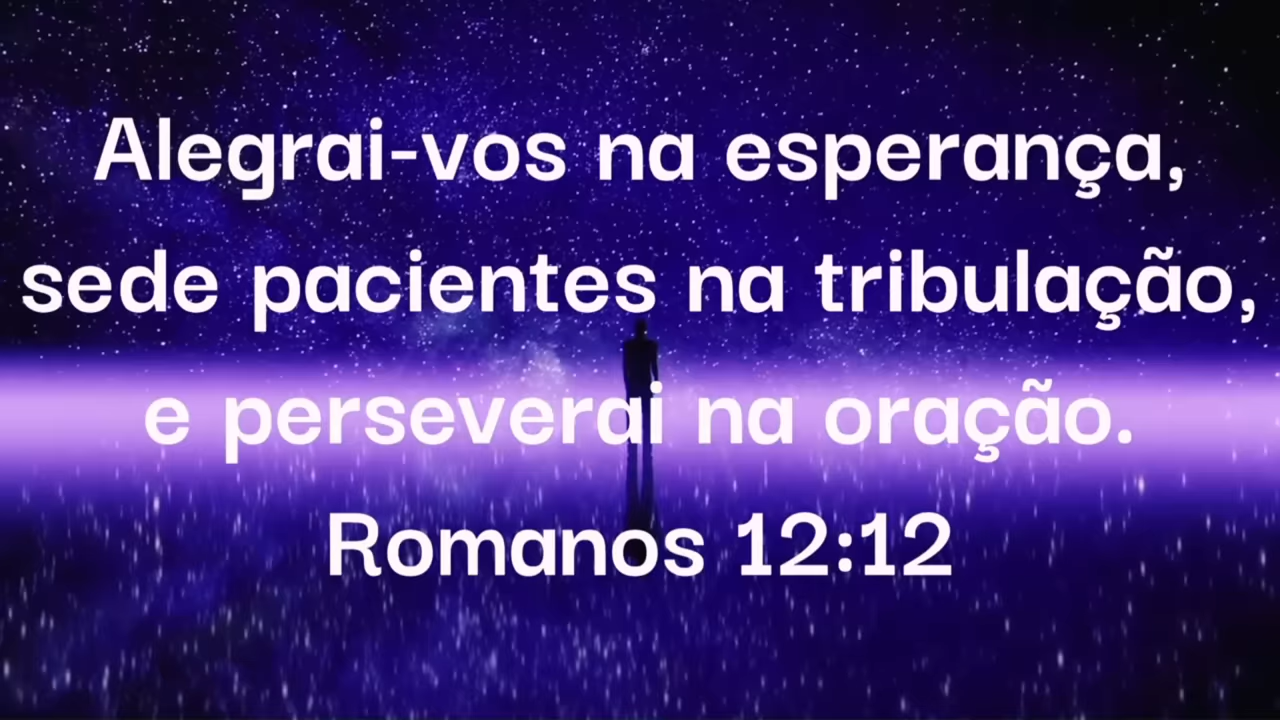 Alegrai-vos na esperança,
sede pacientes na tribulação,
e perseverai na oração.
Romanos 12:12